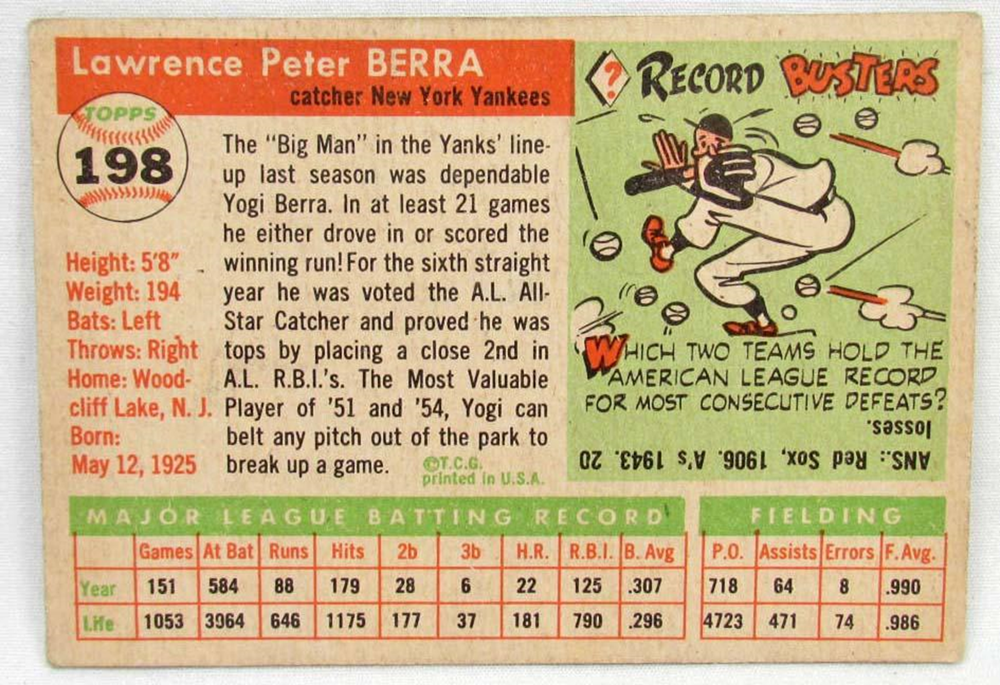 Lawrence Peter BERRA
catcher New York Yankees
TOPPS
198
Height: 5'8"
Weight: 194
Bats: Left
Throws: Right
Home: Wood-
cliff Lake, N. J.
Born:
May 12, 1925
The "Big Man" in the Yanks' line-
up last season was dependable
Yogi Berra. In at least 21 games
he either drove in or scored the
winning run! For the sixth straight
year he was voted the A.L. All-
Star Catcher and proved he was
tops by placing a close 2nd in
A.L. R.B.I.'s. The Most Valuable
Player of '51 and '54, Yogi can
belt any pitch out of the park to
break up a game.
©T.C.G.
printed in U.S.A.
? RECORD BUSTERS
WHICH TWO TEAMS HOLD THE
AMERICAN LEAGUE RECORD
FOR MOST CONSECUTIVE DEFEATS?
ANS.: Red Sox, 1906. A's 1943. 20
losses.
MAJOR LEAGUE BATTING RECORD FIELDING
Games At Bat Runs Hits 2b 3b H.R. R.B.I. B. Avg P.O. Assists Errors F. Avg.
Year 151 584 88 179 28 6 22 125 .307 718 64 8 .990
Life 1053 3964 646 1175 177 37 181 790 .296 4723 471 74 .986